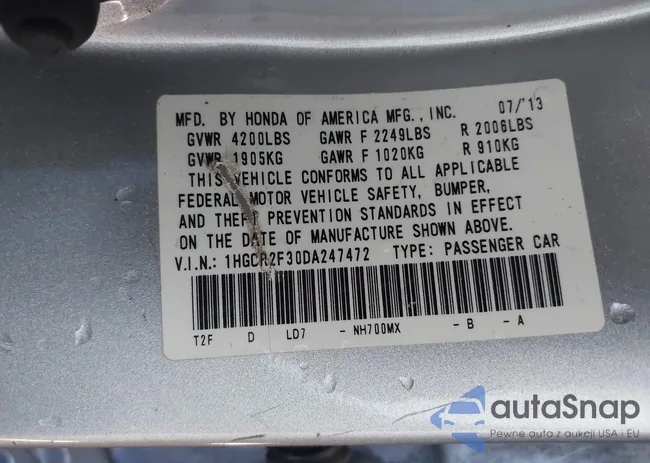 MFD. BY HONDA OF AMERICA MFG., INC. 07/'13
GVWR 4200LBS GAWR F 2249LBS R 2006LBS
GVWR 1905KG GAWR F 1020KG R 910KG
THIS VEHICLE CONFORMS TO ALL APPLICABLE
FEDERAL MOTOR VEHICLE SAFETY, BUMPER,
AND THEFT PREVENTION STANDARDS IN EFFECT
ON THE DATE OF MANUFACTURE SHOWN ABOVE.
V.I.N.: 1HGCR2F30DA247472 TYPE: PASSENGER CAR
T2F D LD7 - NH700MX - B - A
autaSnap
Pewne auta z aukcji USA i EU